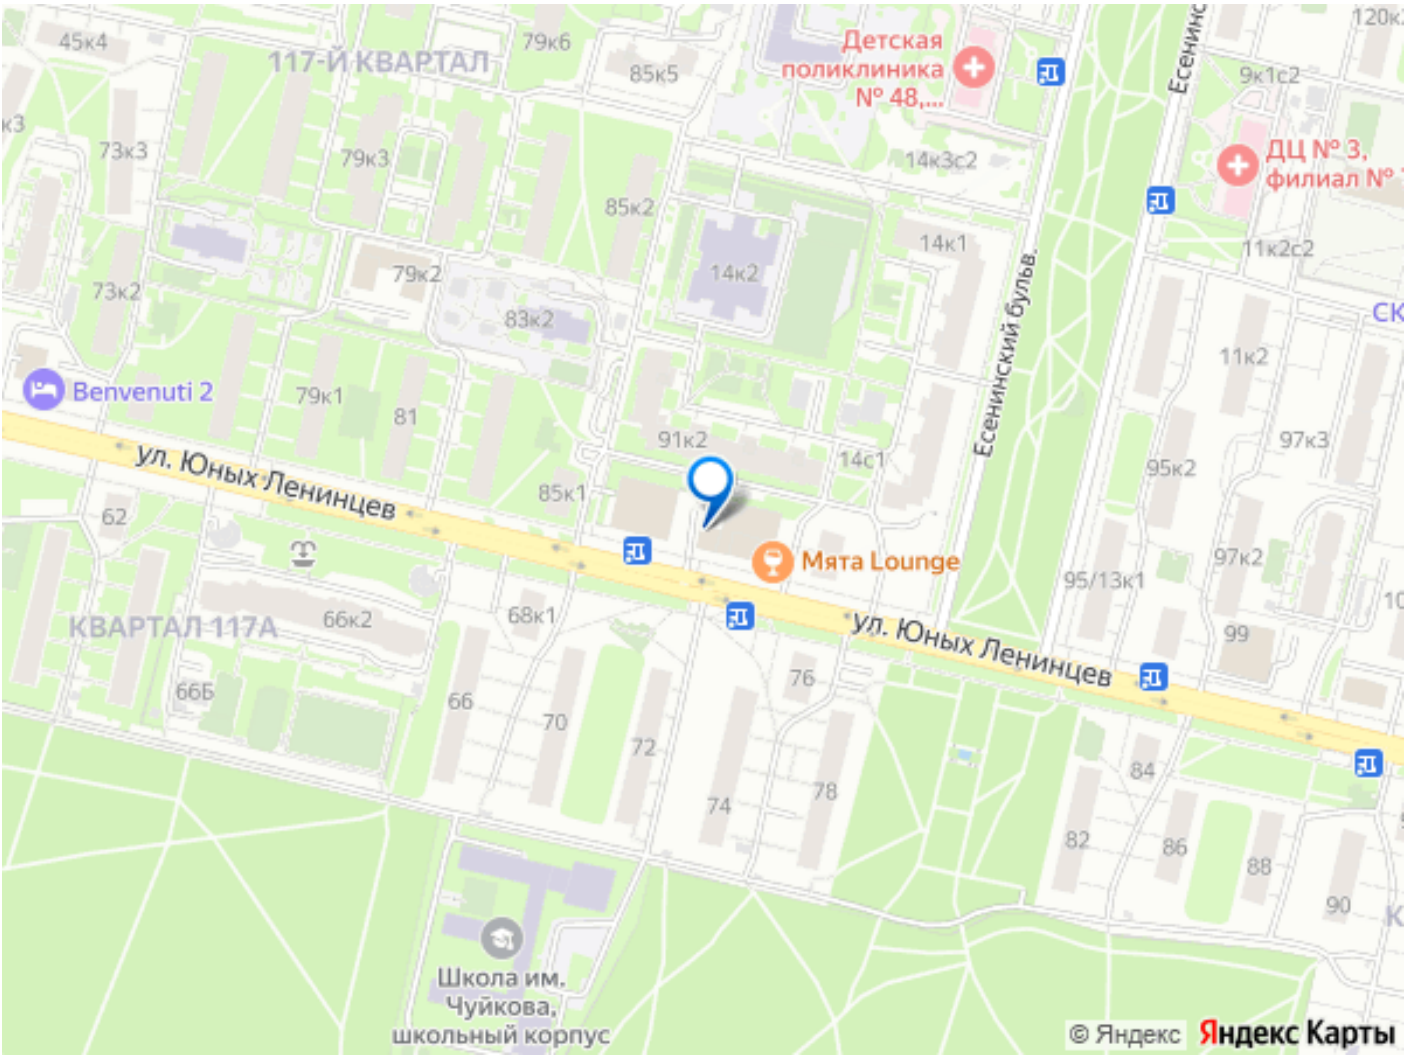 45к4
117-Й КВАРТАЛ
79к6
85к5
Детская
поликлиника
№ 48,...
Есенинс
9к1с2
120к
к3
73к3
79к3
85к2
14к3с2
ДЦ № 3,
филиал №
73к2
79к2
83к2
14к2
14к1
11к2с2
СК
Benvenuti 2
79к1
81
91к2
14с1
Есенинский бульв.
11к2
97к3
95к2
ул. Юных Ленинцев
85к1
62
Мята Lounge
97к2
95/13к1
10
КВАРТАЛ 117А
66к2
68к1
ул. Юных Ленинцев
99
66Б
66
70
72
76
74
78
84
82
86
88
90
К
Школа им.
Чуйкова,
школьный корпус
© Яндекс
Яндекс Карты